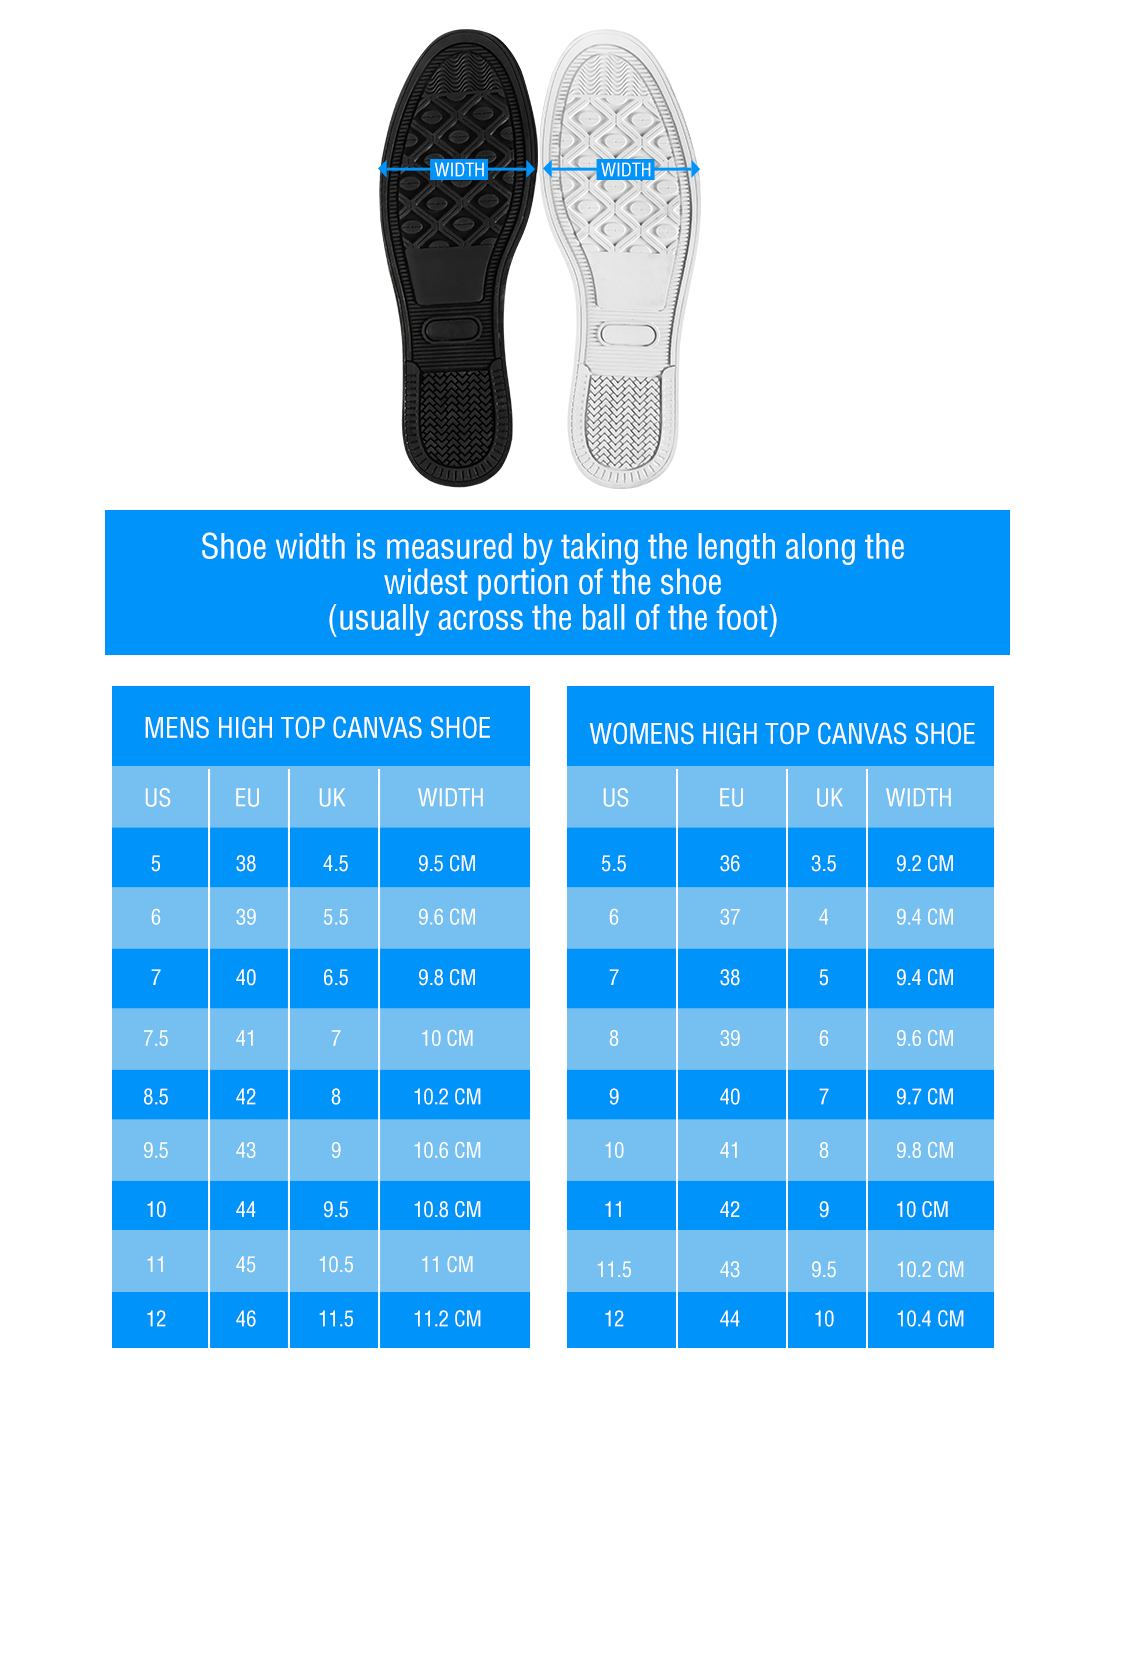 WIDTH WIDTH
Shoe width is measured by taking the length along the
widest portion of the shoe
(usually across the ball of the foot)
MENS HIGH TOP CANVAS SHOE
US EU UK WIDTH
5 38 4.5 9.5 CM
6 39 5.5 9.6 CM
7 40 6.5 9.8 CM
7.5 41 7 10 CM
8.5 42 8 10.2 CM
9.5 43 9 10.6 CM
10 44 9.5 10.8 CM
11 45 10.5 11 CM
12 46 11.5 11.2 CM
WOMENS HIGH TOP CANVAS SHOE
US EU UK WIDTH
5.5 36 3.5 9.2 CM
6 37 4 9.4 CM
7 38 5 9.4 CM
8 39 6 9.6 CM
9 40 7 9.7 CM
10 41 8 9.8 CM
11 42 9 10 CM
11.5 43 9.5 10.2 CM
12 44 10 10.4 CM